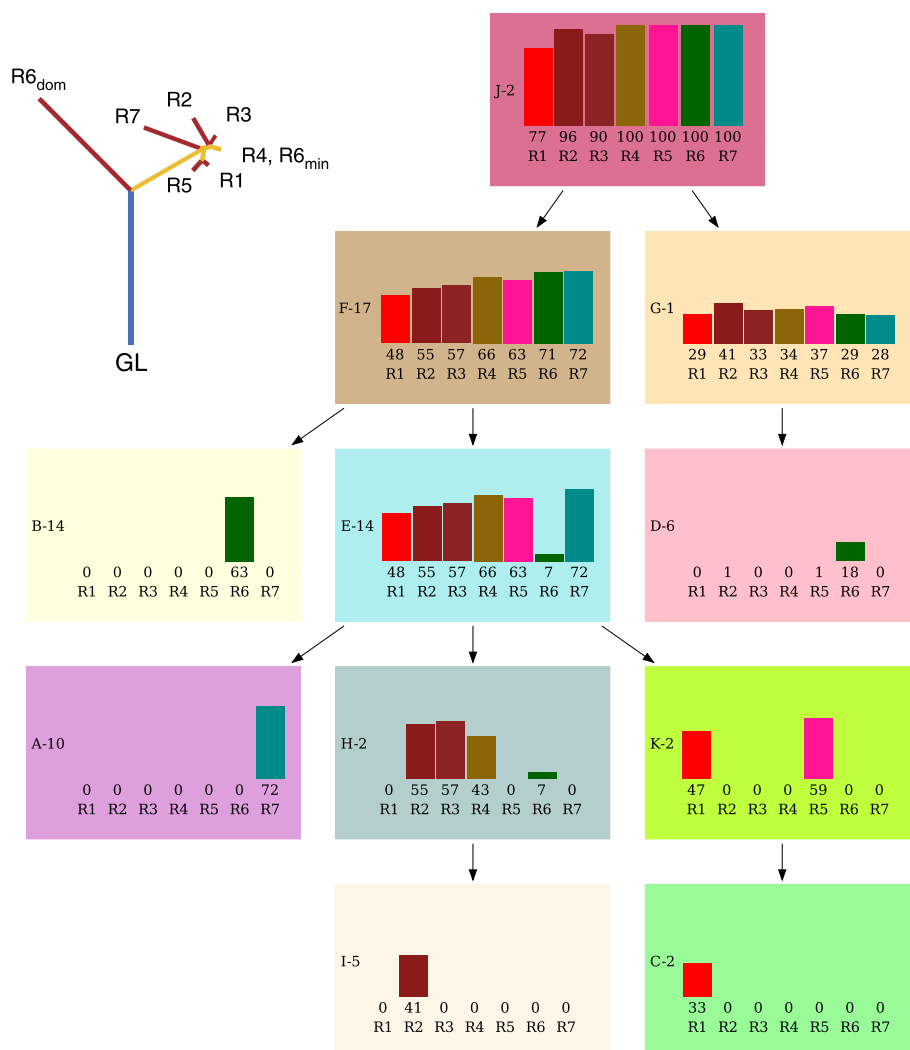 R6dom
R7
R2
R3
R4, R6min
R5
R1
GL
J-2
77 96 90 100 100 100 100
R1 R2 R3 R4 R5 R6 R7
F-17
48 55 57 66 63 71 72
R1 R2 R3 R4 R5 R6 R7
G-1
29 41 33 34 37 29 28
R1 R2 R3 R4 R5 R6 R7
B-14
0 0 0 0 0 63 0
R1 R2 R3 R4 R5 R6 R7
E-14
48 55 57 66 63 7 72
R1 R2 R3 R4 R5 R6 R7
D-6
0 1 0 0 1 18 0
R1 R2 R3 R4 R5 R6 R7
A-10
0 0 0 0 0 0 72
R1 R2 R3 R4 R5 R6 R7
H-2
0 55 57 43 0 7 0
R1 R2 R3 R4 R5 R6 R7
K-2
47 0 0 0 59 0 0
R1 R2 R3 R4 R5 R6 R7
I-5
0 41 0 0 0 0 0
R1 R2 R3 R4 R5 R6 R7
C-2
33 0 0 0 0 0 0
R1 R2 R3 R4 R5 R6 R7